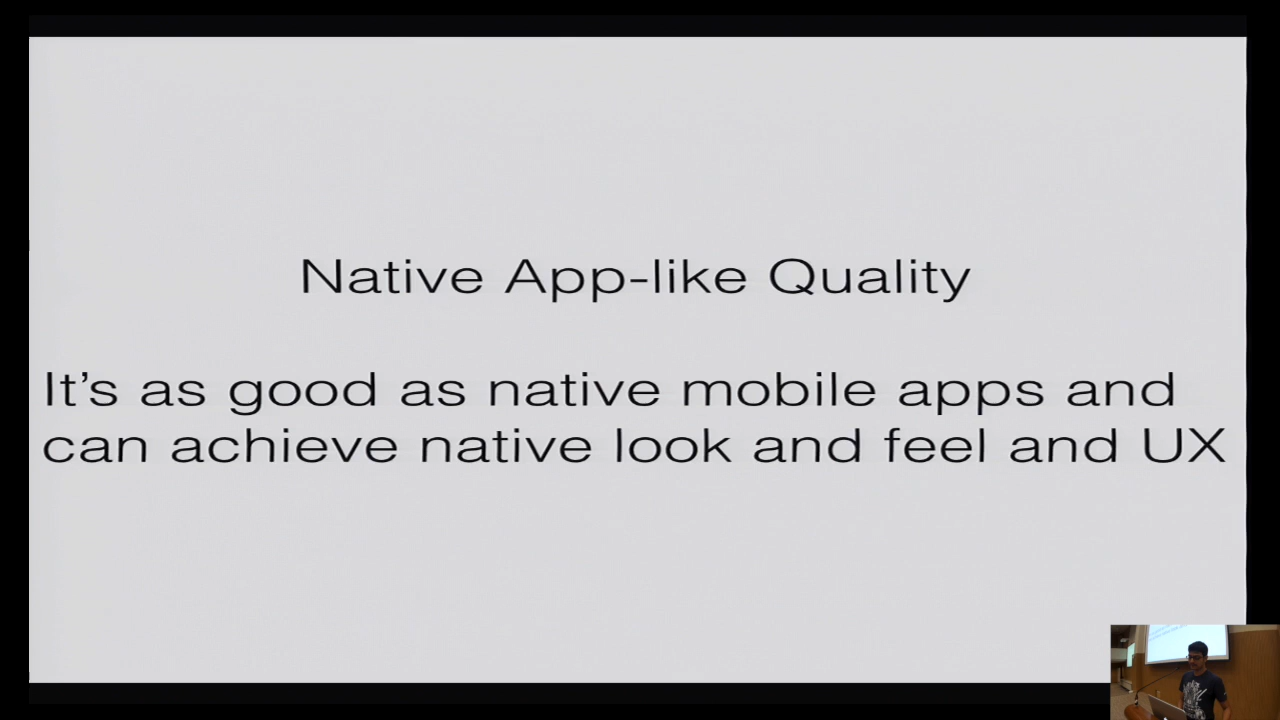 Native App-like Quality
It’s as good as native mobile apps and
can achieve native look and feel and UX